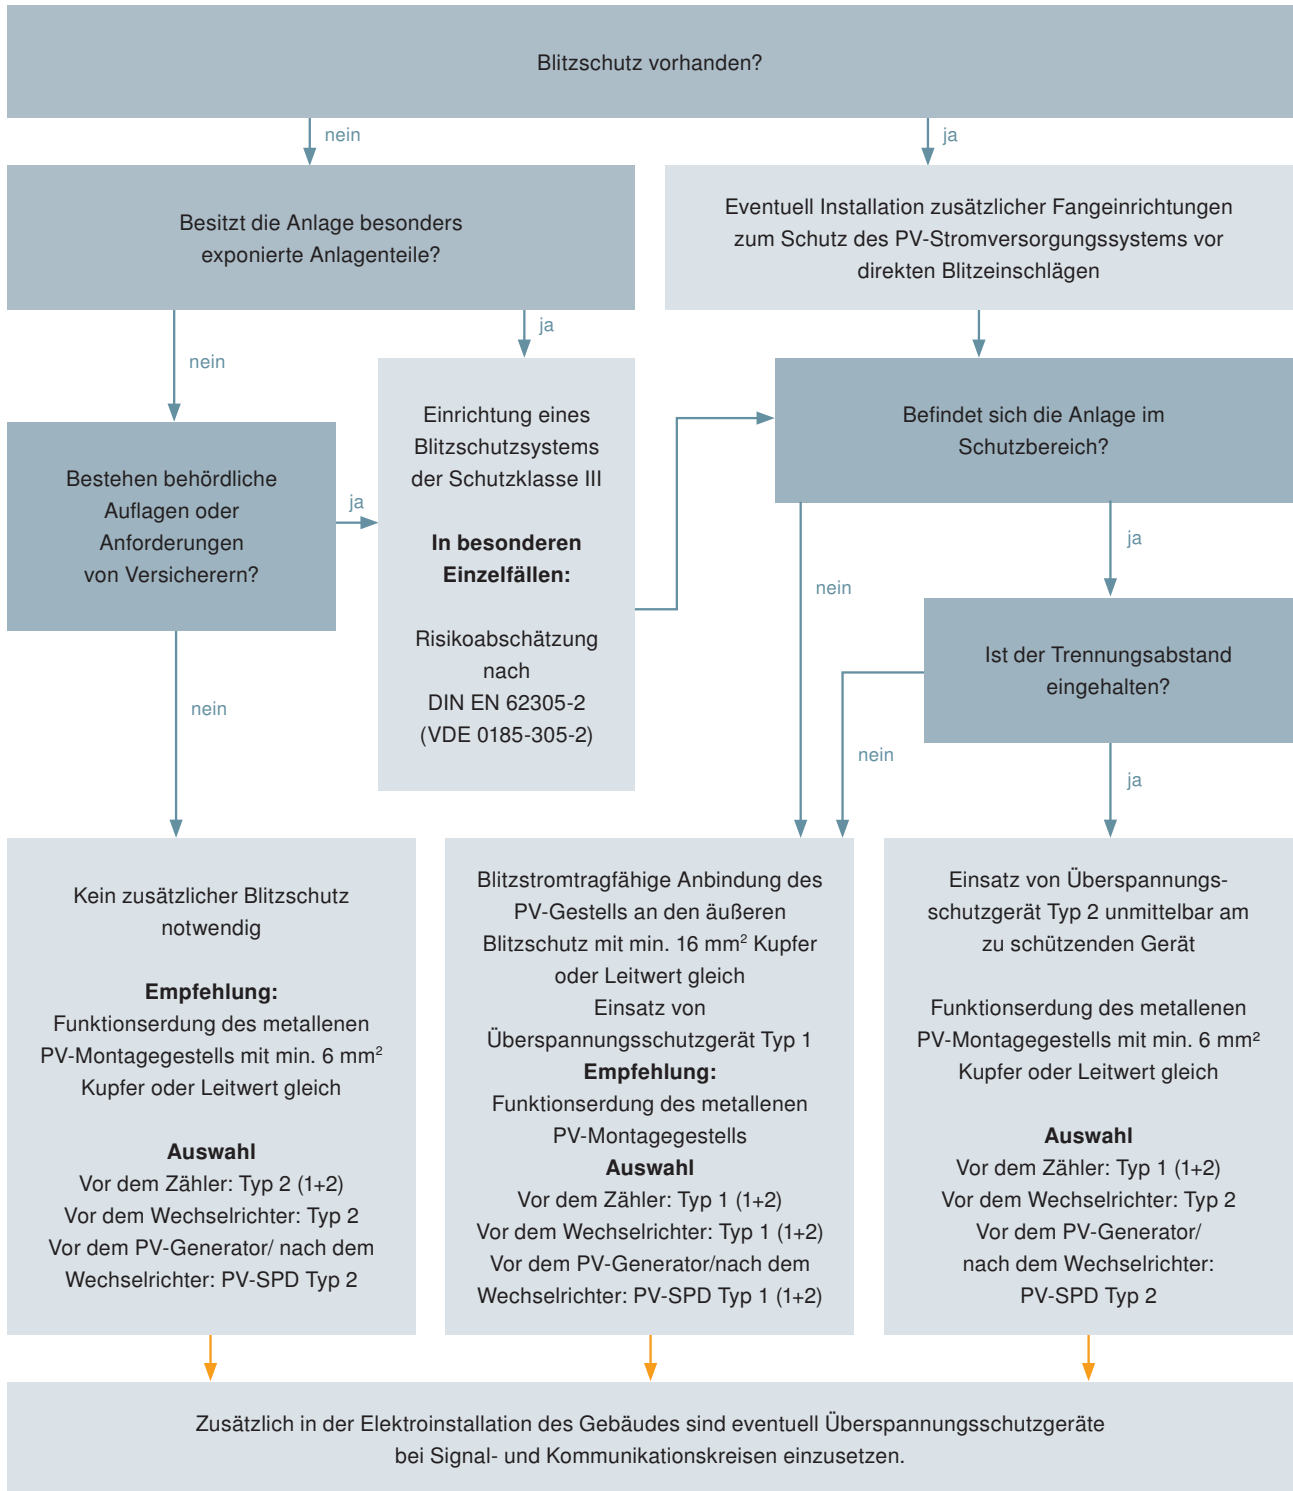 Blitzschutz vorhanden?
nein
ja
Besitzt die Anlage besonders
exponierte Anlagenteile?
Eventuell Installation zusätzlicher Fangeinrichtungen
zum Schutz des PV-Stromversorgungssystems vor
direkten Blitzeinschlägen
nein
ja
Bestehen behördliche
Auflagen oder
Anforderungen
von Versicherern?
ja
Einrichtung eines
Blitzschutzsystems
der Schutzklasse III
In besonderen
Einzelfällen:
Risikoabschätzung
nach
DIN EN 62305-2
(VDE 0185-305-2)
Befindet sich die Anlage im
Schutzbereich?
nein
ja
Ist der Trennungsabstand
eingehalten?
nein
nein
ja
Kein zusätzlicher Blitzschutz
notwendig
Empfehlung:
Funktionserdung des metallenen
PV-Montagegestells mit min. 6 mm²
Kupfer oder Leitwert gleich
Auswahl
Vor dem Zähler: Typ 2 (1+2)
Vor dem Wechselrichter: Typ 2
Vor dem PV-Generator/ nach dem
Wechselrichter: PV-SPD Typ 2
Blitzstromtragfähige Anbindung des
PV-Gestells an den äußeren
Blitzschutz mit min. 16 mm² Kupfer
oder Leitwert gleich
Einsatz von
Überspannungsschutzgerät Typ 1
Empfehlung:
Funktionserdung des metallenen
PV-Montagegestells
Auswahl
Vor dem Zähler: Typ 1 (1+2)
Vor dem Wechselrichter: Typ 1 (1+2)
Vor dem PV-Generator/nach dem
Wechselrichter: PV-SPD Typ 1 (1+2)
Einsatz von Überspannungs-
schutzgerät Typ 2 unmittelbar am
zu schützenden Gerät
Funktionserdung des metallenen
PV-Montagegestells mit min. 6 mm²
Kupfer oder Leitwert gleich
Auswahl
Vor dem Zähler: Typ 1 (1+2)
Vor dem Wechselrichter: Typ 2
Vor dem PV-Generator/
nach dem Wechselrichter:
PV-SPD Typ 2
Zusätzlich in der Elektroinstallation des Gebäudes sind eventuell Überspannungsschutzgeräte
bei Signal- und Kommunikationskreisen einzusetzen.